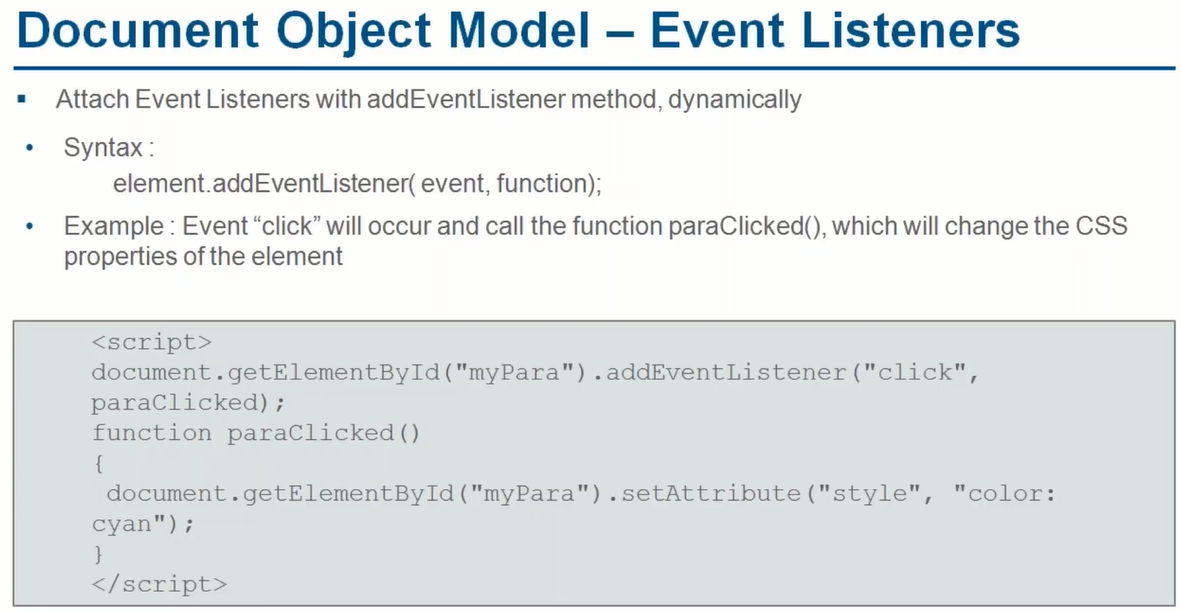 Document Object Model – Event Listeners
▪ Attach Event Listeners with addEventListener method, dynamically
• Syntax :
element.addEventListener( event, function);
• Example : Event “click” will occur and call the function paraClicked(), which will change the CSS
properties of the element
<script>
document.getElementById("myPara").addEventListener("click",
paraClicked);
function paraClicked()
{
document.getElementById("myPara").setAttribute("style", "color:
cyan");
}
</script>